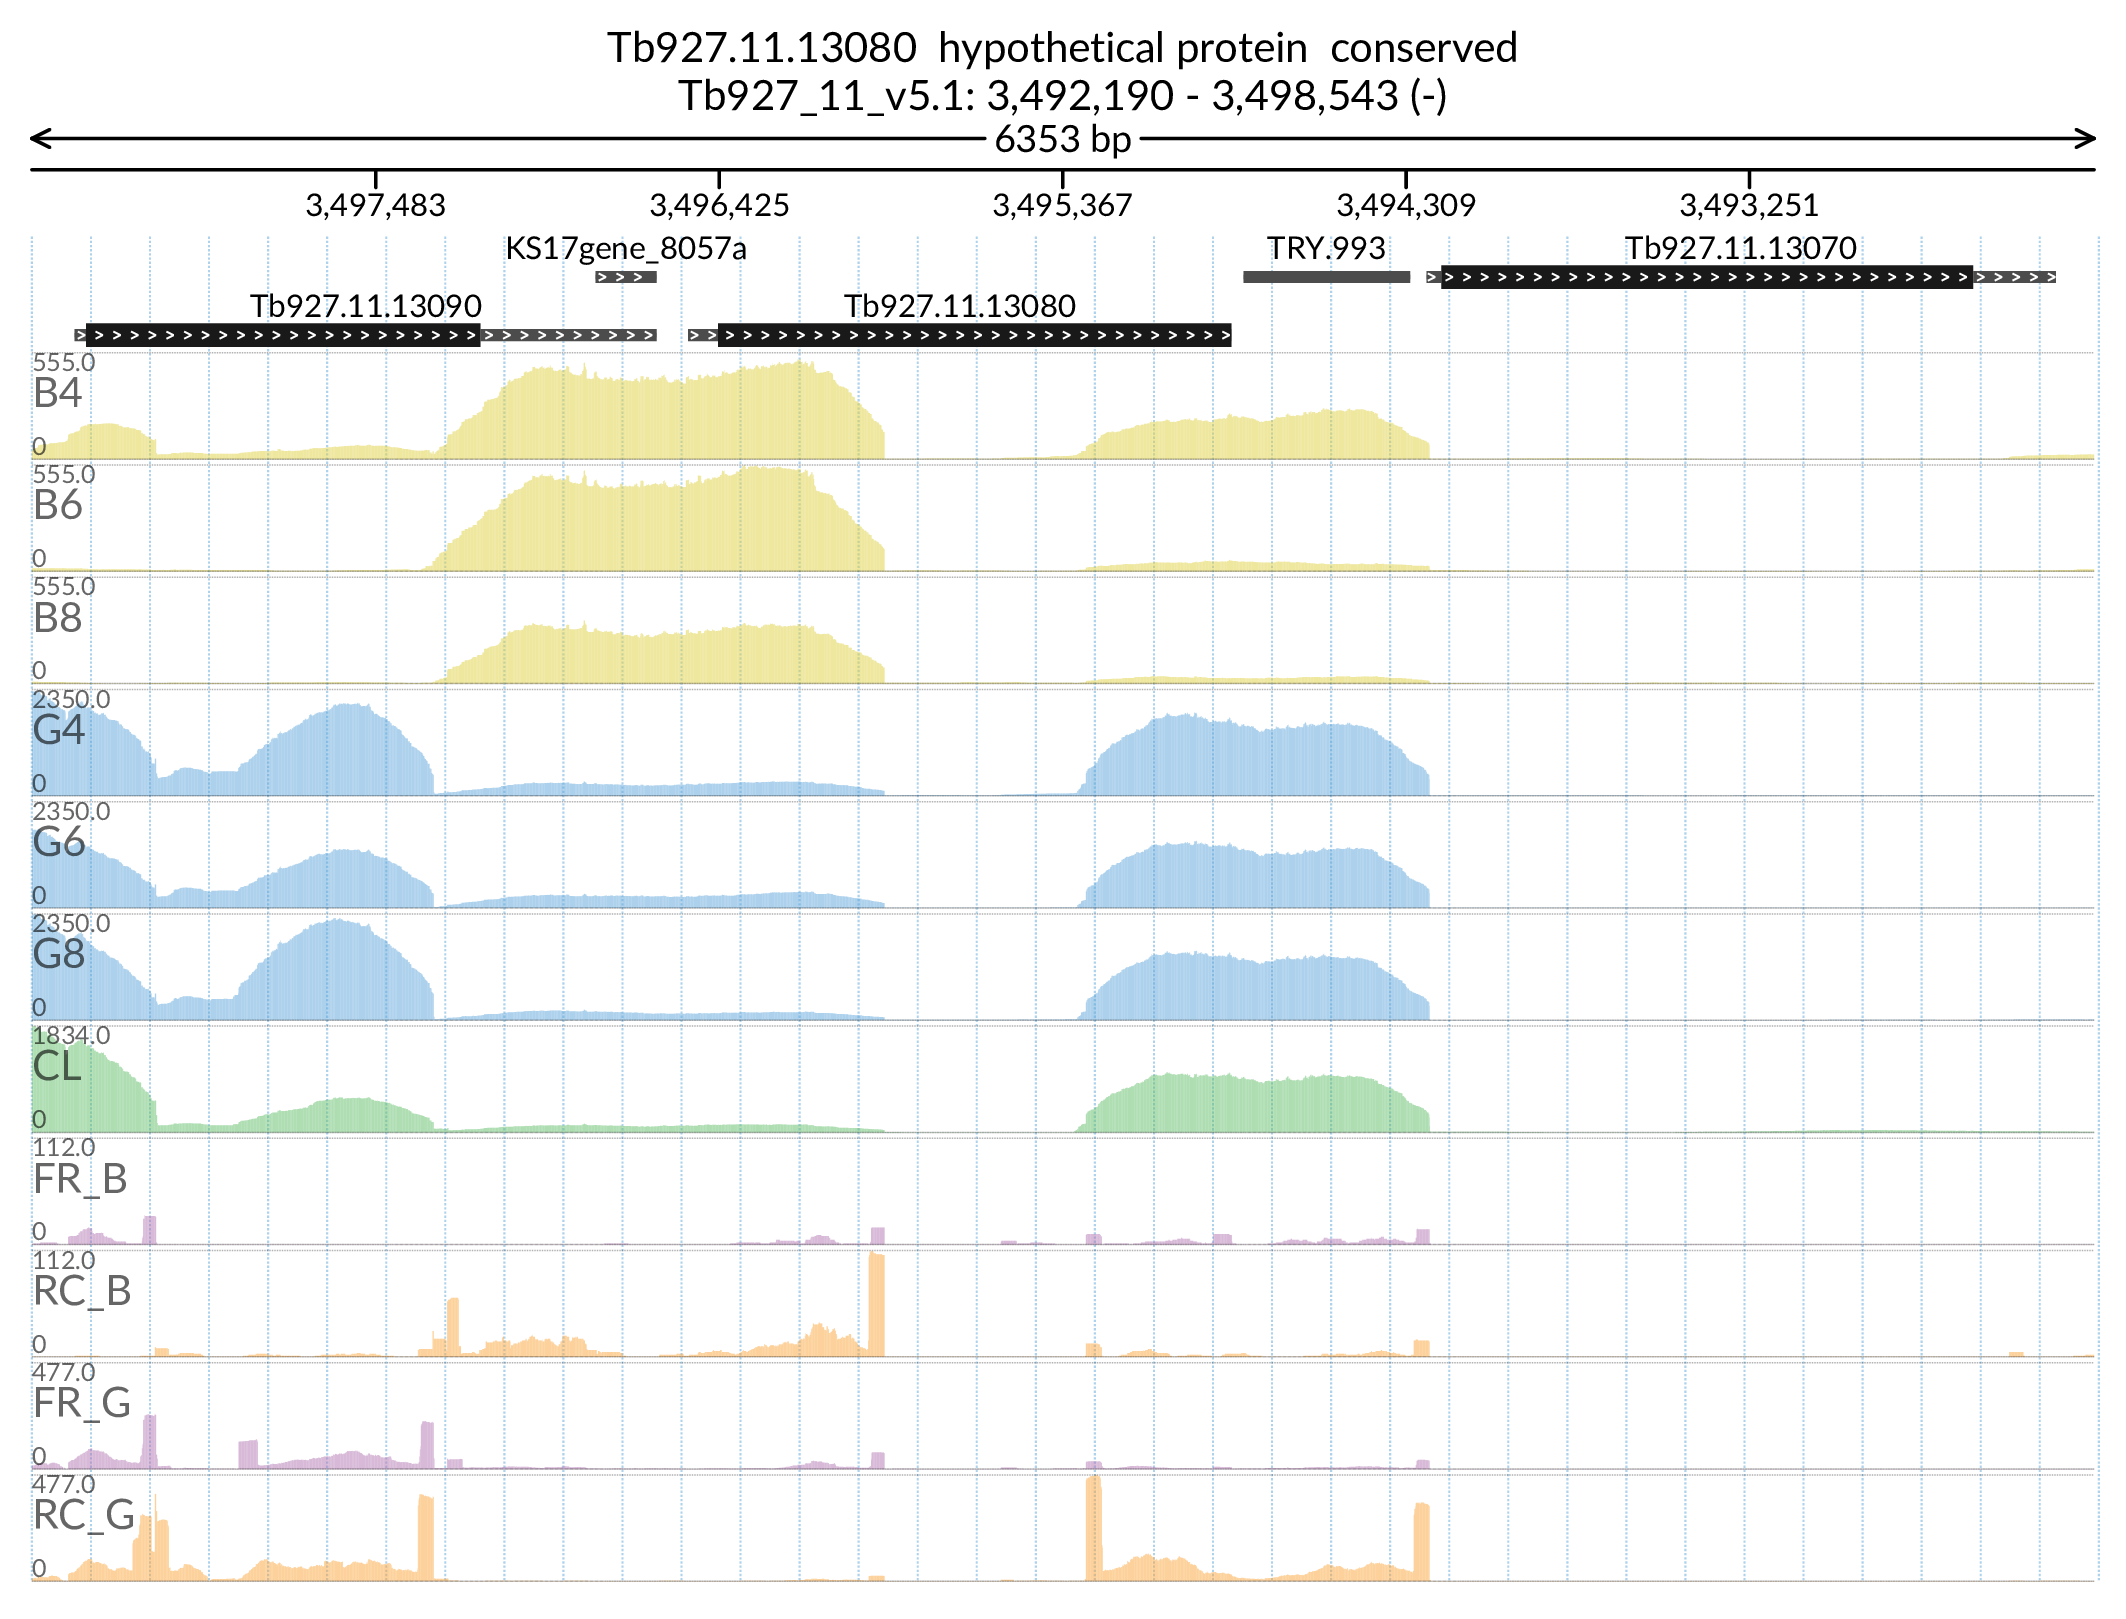 Tb927.11.13080 hypothetical protein conserved
Tb927_11_v5.1: 3,492,190 - 3,498,543 (-)
6353 bp
3,497,483 3,496,425 3,495,367 3,494,309 3,493,251
KS17gene_8057a TRY.993 Tb927.11.13070
Tb927.11.13090 Tb927.11.13080
555.0
B4
0
555.0
B6
0
555.0
B8
0
2350.0
G4
0
2350.0
G6
0
2350.0
G8
0
1834.0
CL
0
112.0
FR_B
0
112.0
RC_B
0
477.0
FR_G
0
477.0
RC_G
0